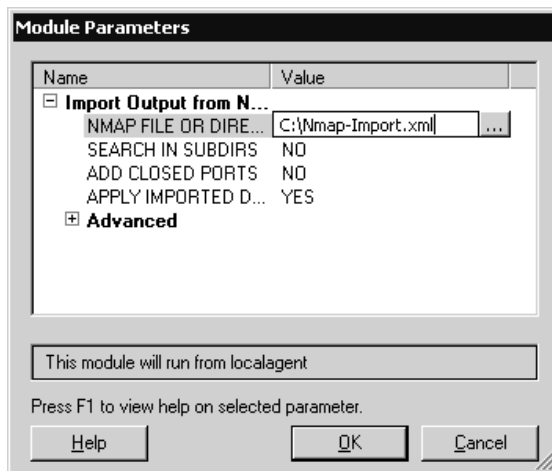 Module Parameters
Name Value
Import Output from N...
NMAP FILE OR DIRE... C:\Nmap-Import.xml ...
SEARCH IN SUBDIRS NO
ADD CLOSED PORTS NO
APPLY IMPORTED D... YES
Advanced
This module will run from localagent
Press F1 to view help on selected parameter.
Help OK Cancel